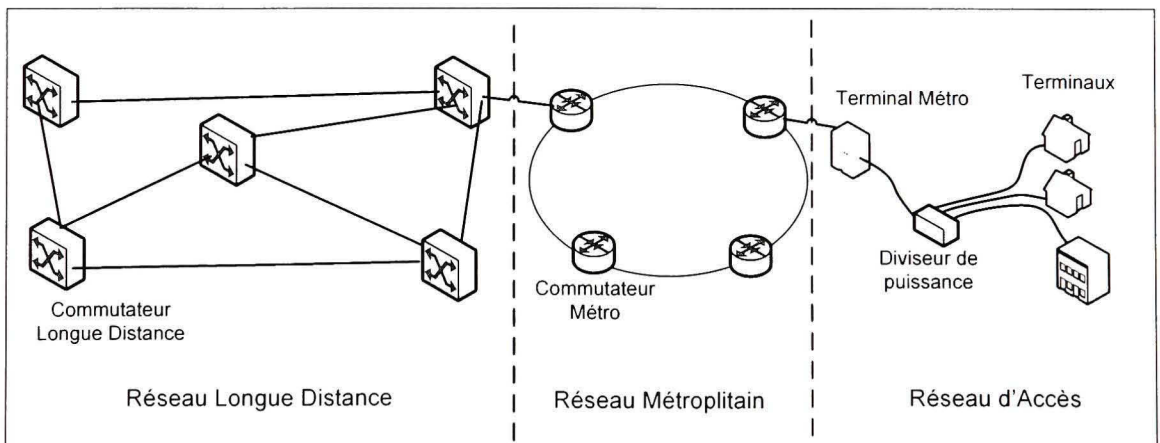 Terminal Métro
Terminaux
Diviseur de
puissance
Commutateur
Longue Distance
Commutateur
Métro
Réseau Longue Distance
Réseau Métroplitain
Réseau d'Accès